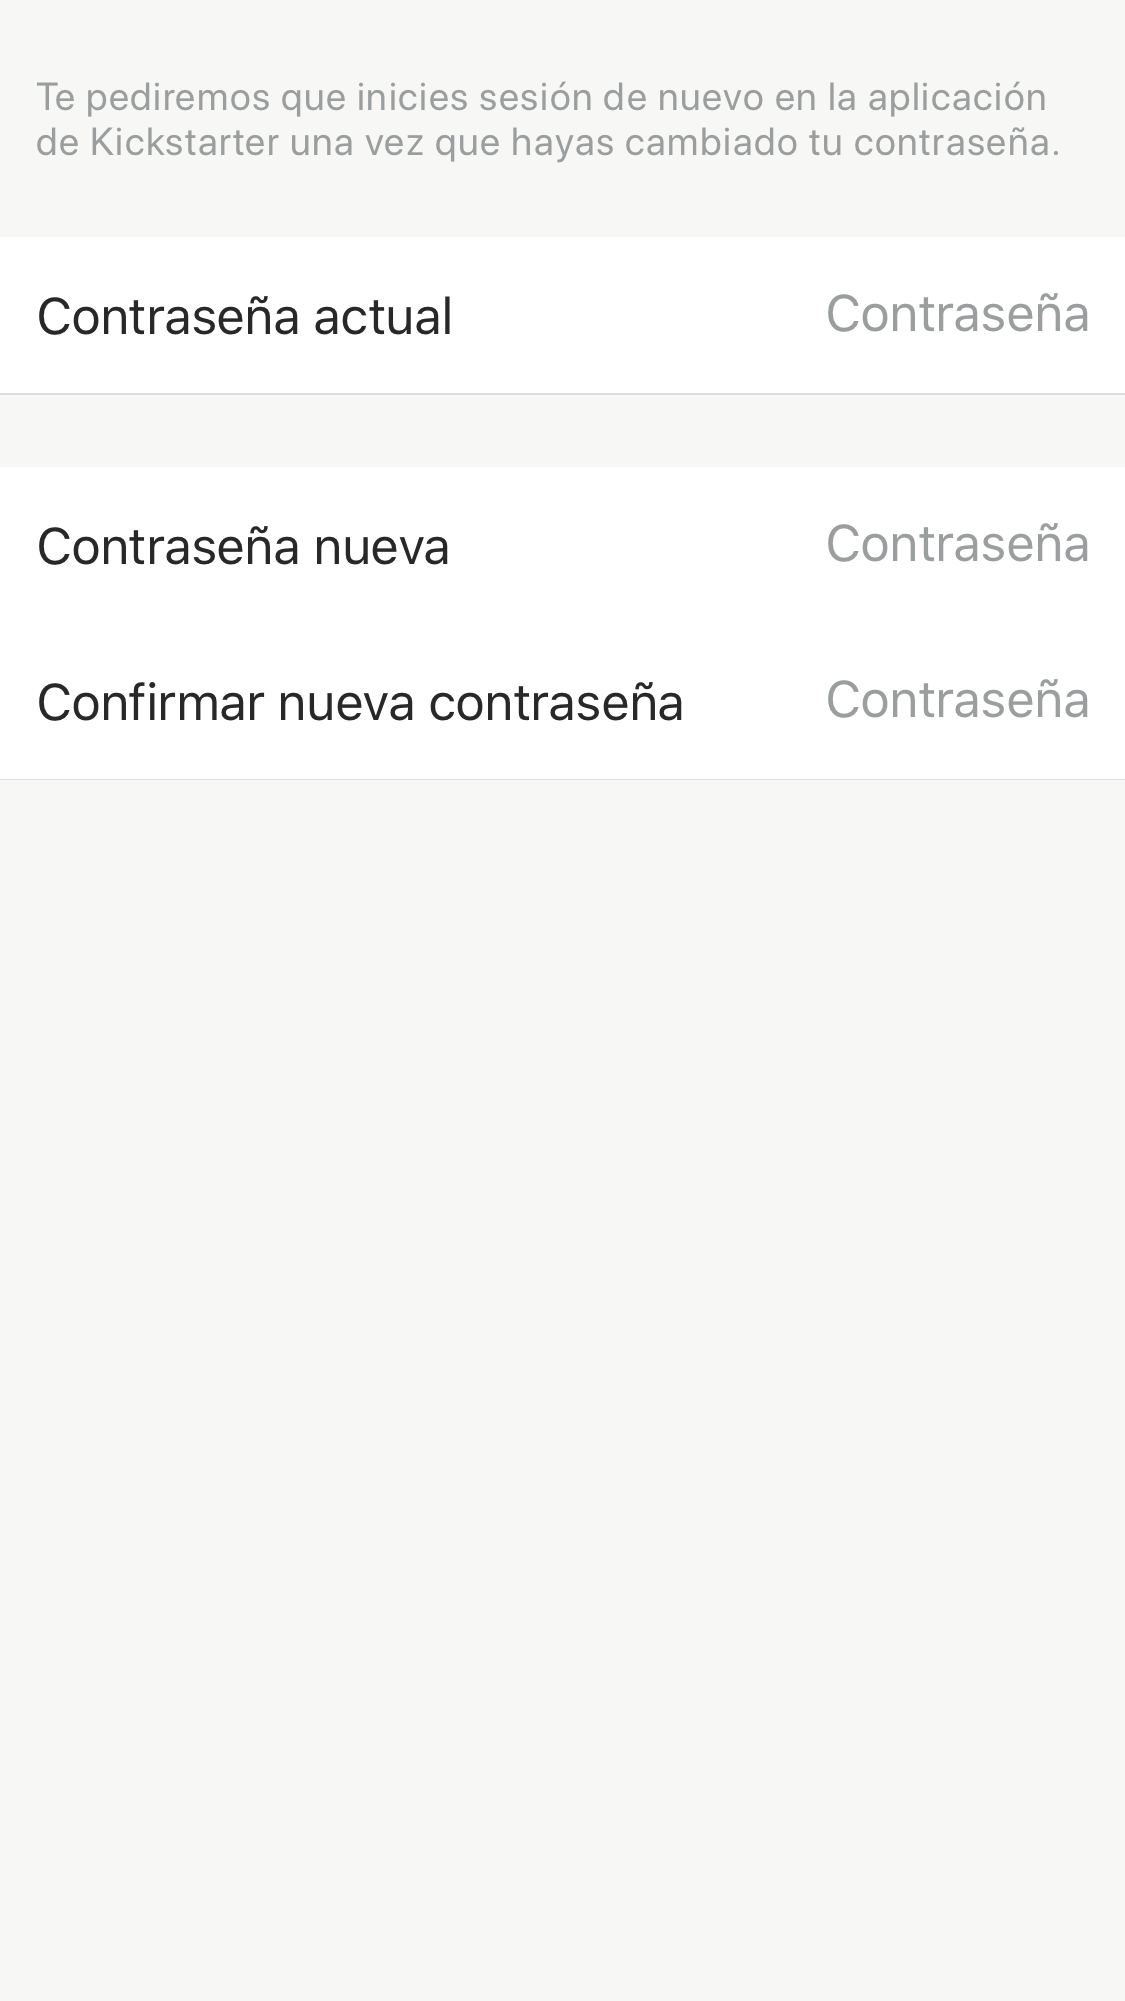 Te pediremos que inicies sesión de nuevo en la aplicación
de Kickstarter una vez que hayas cambiado tu contraseña.
Contraseña actual Contraseña
Contraseña nueva Contraseña
Confirmar nueva contraseña Contraseña